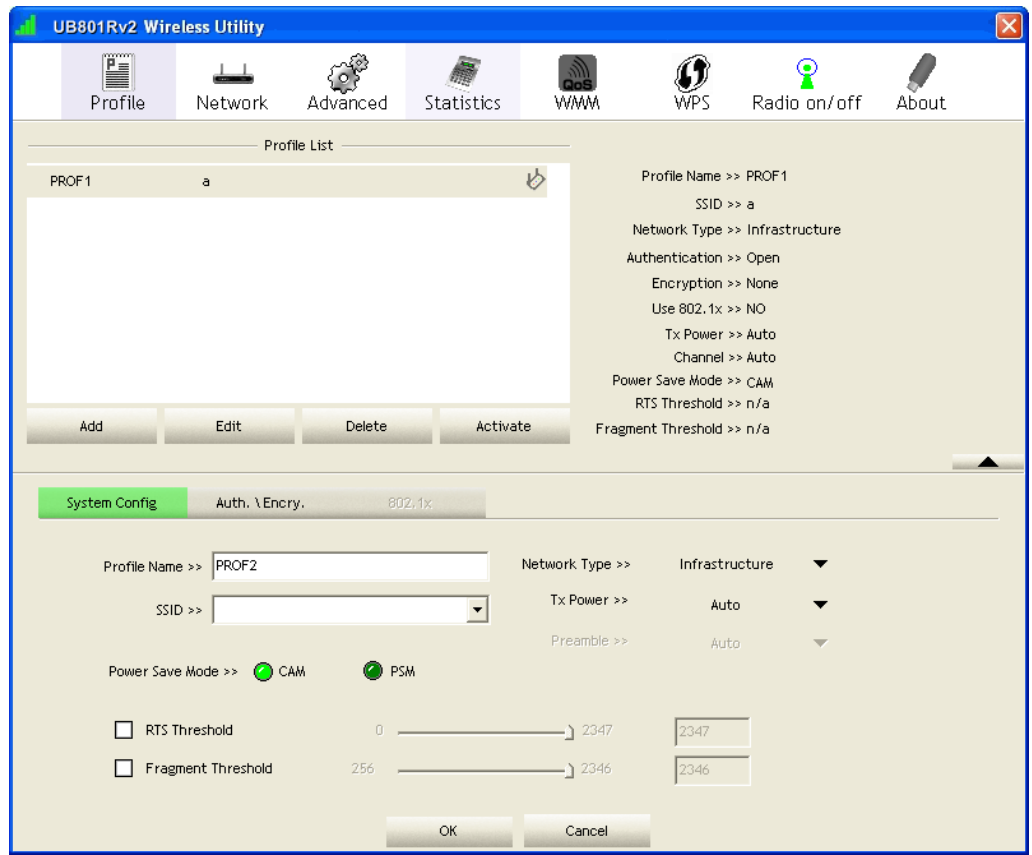 UB801Rv2 Wireless Utility
Profile Network Advanced Statistics QoS WMM WPS Radio on/off About
Profile List
PROF1 a
Profile Name >> PROF1
SSID >> a
Network Type >> Infrastructure
Authentication >> Open
Encryption >> None
Use 802.1x >> NO
Tx Power >> Auto
Channel >> Auto
Power Save Mode >> CAM
RTS Threshold >> n/a
Fragment Threshold >> n/a
Add Edit Delete Activate
System Config Auth. \ Encry. 802.1x
Profile Name >> PROF2 Network Type >> Infrastructure
SSID >> Tx Power >> Auto
Preamble >> Auto
Power Save Mode >> CAM PSM
RTS Threshold 0 2347 2347
Fragment Threshold 256 2346 2346
OK Cancel